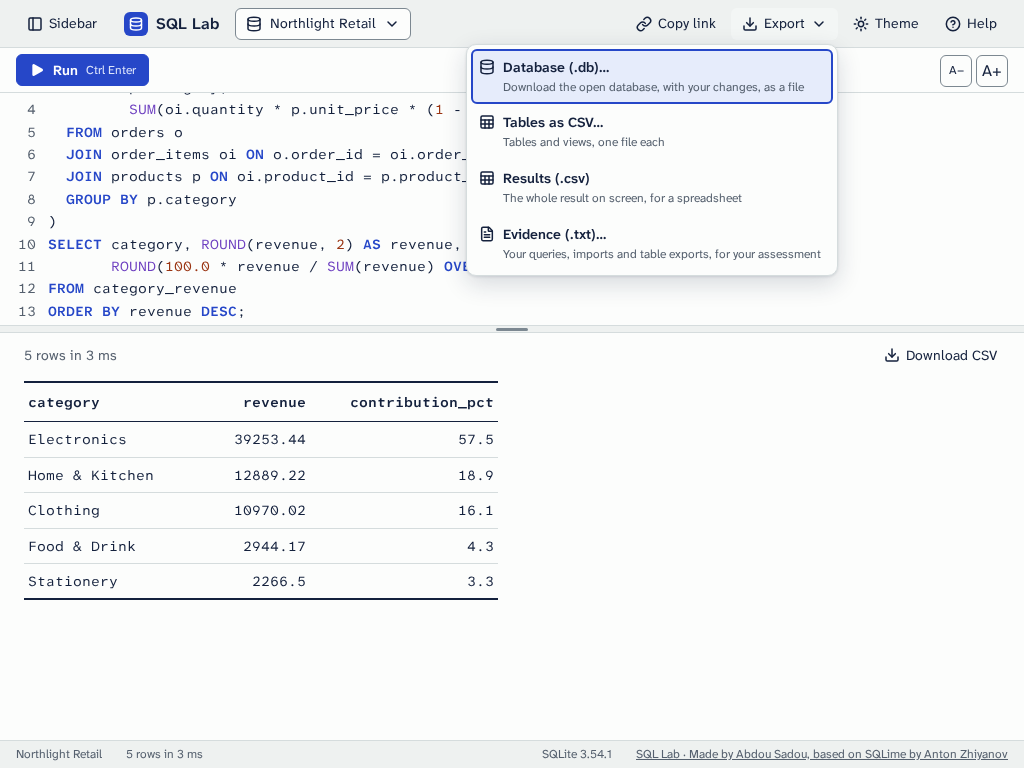 Sidebar
SQL Lab
Northlight Retail
Copy link
Export
Theme
Help
Run Ctrl Enter
A−
A+
Database (.db)...
Download the open database, with your changes, as a file
Tables as CSV...
Tables and views, one file each
Results (.csv)
The whole result on screen, for a spreadsheet
Evidence (.txt)...
Your queries, imports and table exports, for your assessment
4 SUM(oi.quantity * p.unit_price * (1 -
5 FROM orders o
6 JOIN order_items oi ON o.order_id = oi.order_
7 JOIN products p ON oi.product_id = p.product_
8 GROUP BY p.category
9 )
10 SELECT category, ROUND(revenue, 2) AS revenue,
11 ROUND(100.0 * revenue / SUM(revenue) OVE
12 FROM category_revenue
13 ORDER BY revenue DESC;
5 rows in 3 ms
Download CSV
category revenue contribution_pct
Electronics 39253.44 57.5
Home & Kitchen 12889.22 18.9
Clothing 10970.02 16.1
Food & Drink 2944.17 4.3
Stationery 2266.5 3.3
Northlight Retail
5 rows in 3 ms
SQLite 3.54.1
SQL Lab · Made by Abdou Sadou, based on SQLime by Anton Zhiyanov